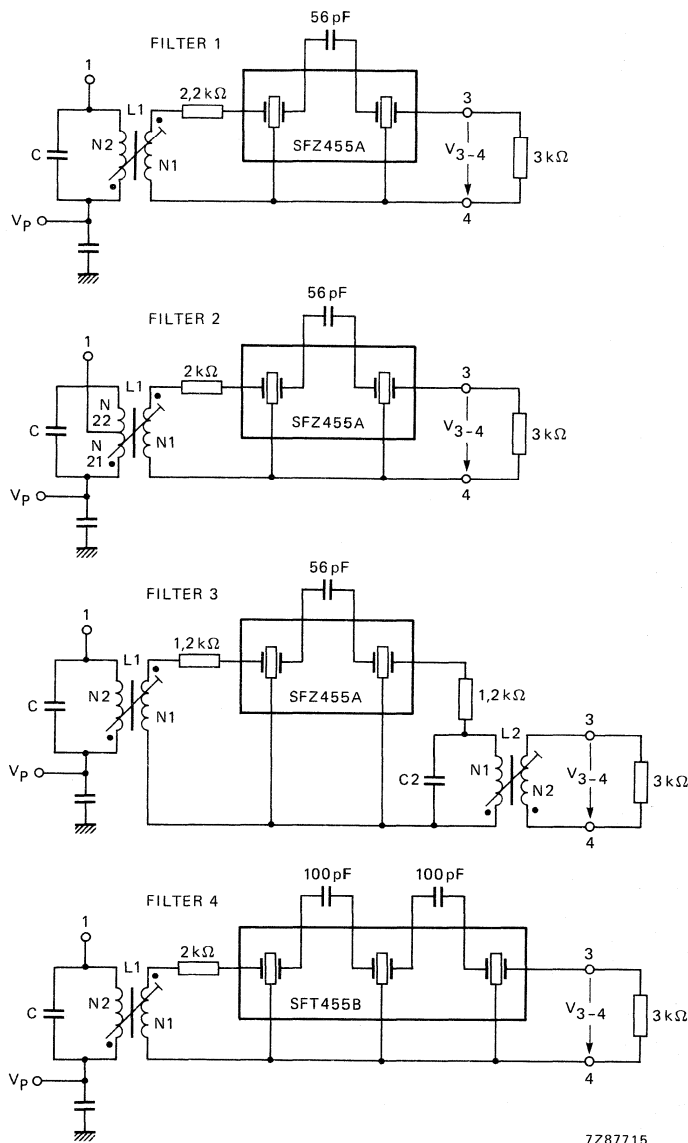 56 pF
FILTER 1
1
L1
2,2 kΩ
3
C
N2
N1
SFZ455A
V3-4
3 kΩ
VP
4
56 pF
FILTER 2
1
L1
2 kΩ
3
C
N
22
N
21
N1
SFZ455A
V3-4
3 kΩ
VP
4
56 pF
FILTER 3
1
L1
1,2 kΩ
C
N2
N1
SFZ455A
1,2 kΩ
L2
3
VP
C2
N1
N2
V3-4
3 kΩ
4
100 pF
100 pF
FILTER 4
1
L1
2 kΩ
3
C
N2
N1
SFT455B
V3-4
3 kΩ
VP
4
7Z87715